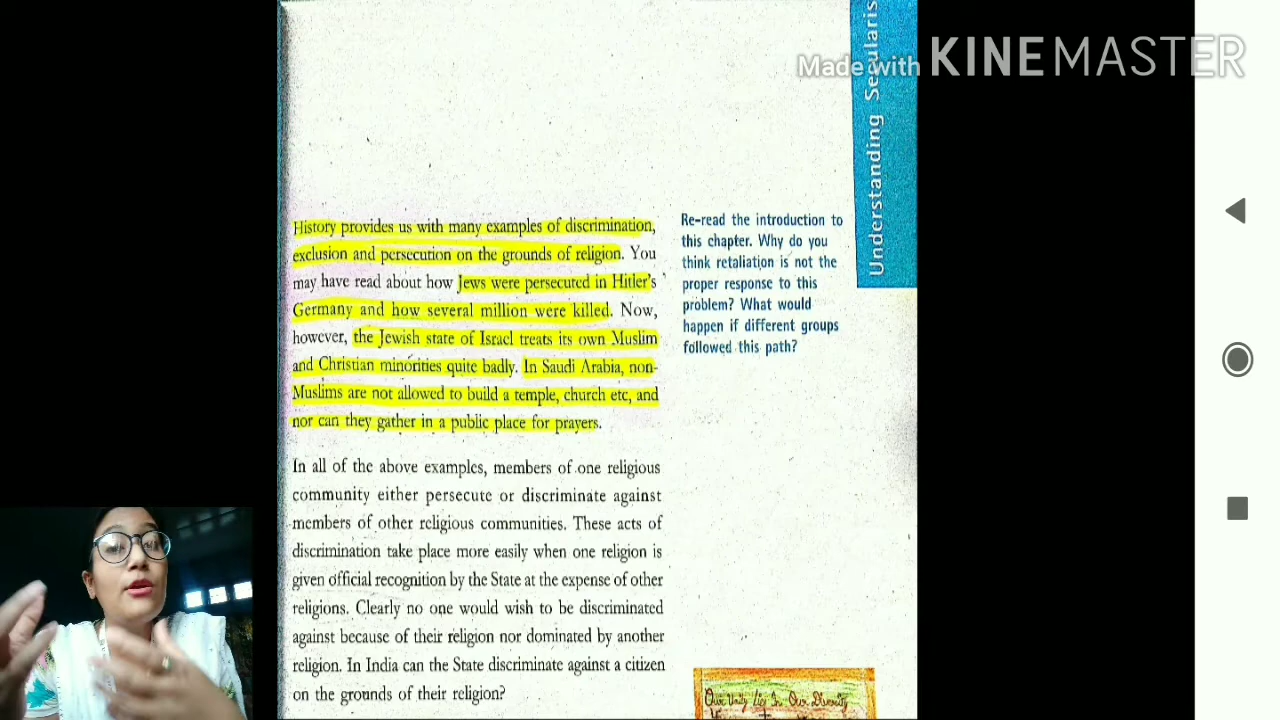 Made with KINEMASTER
Understanding Secularis
History provides us with many examples of discrimination,
exclusion and persecution on the grounds of religion. You
may have read about how Jews were persecuted in Hitler's
Germany and how several million were killed. Now,
however, the Jewish state of Israel treats its own Muslim
and Christian minorities quite badly. In Saudi Arabia, non-
Muslims are not allowed to build a temple, church etc, and
nor can they gather in a public place for prayers.
In all of the above examples, members of one religious
community either persecute or discriminate against
members of other religious communities. These acts of
discrimination take place more easily when one religion is
given official recognition by the State at the expense of other
religions. Clearly no one would wish to be discriminated
against because of their religion nor dominated by another
religion. In India can the State discriminate against a citizen
on the grounds of their religion?
Re-read the introduction to
this chapter. Why do you
think retaliation is not the
proper response to this
problem? What would
happen if different groups
followed this path?
Our Unity Lies In Our Diversity